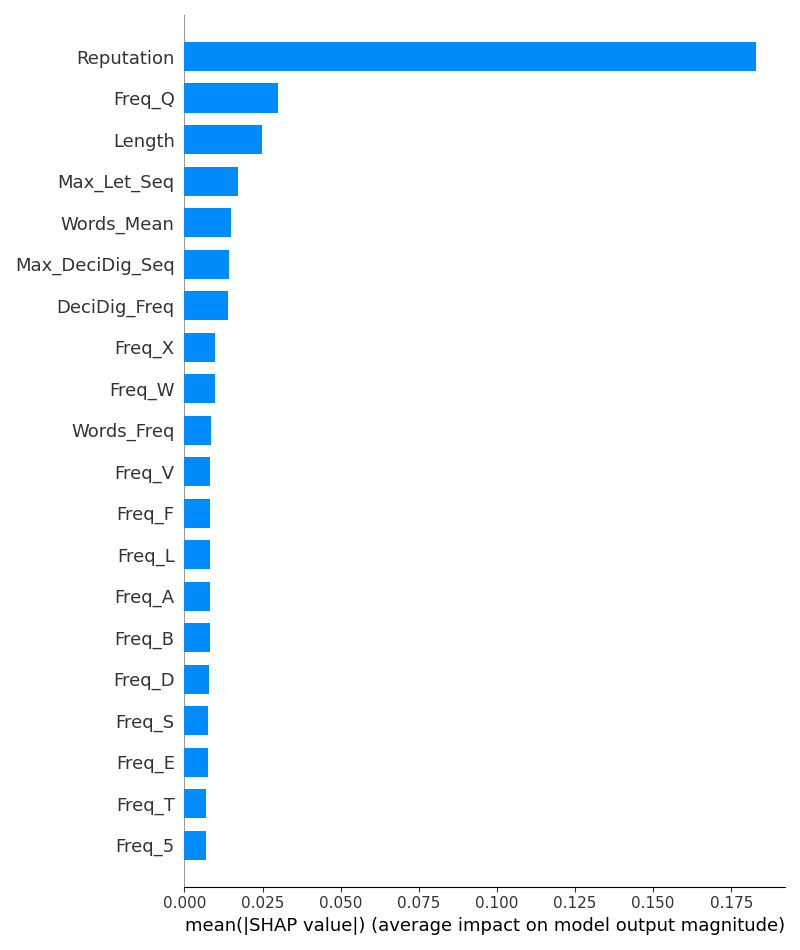 Reputation
Freq_Q
Length
Max_Let_Seq
Words_Mean
Max_DeciDig_Seq
DeciDig_Freq
Freq_X
Freq_W
Words_Freq
Freq_V
Freq_F
Freq_L
Freq_A
Freq_B
Freq_D
Freq_S
Freq_E
Freq_T
Freq_5
0.000 0.025 0.050 0.075 0.100 0.125 0.150 0.175
mean(|SHAP value|) (average impact on model output magnitude)